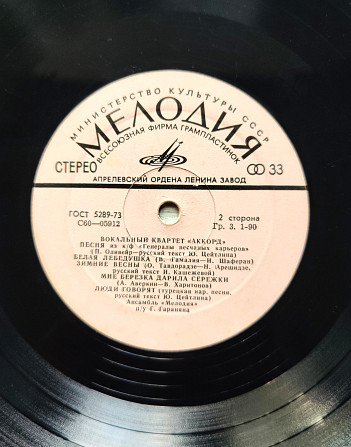 МИНИСТЕРСТВО КУЛЬТУРЫ СССР
МЕЛОДИЯ
ВСЕСОЮЗНАЯ ФИРМА ГРАМПЛАСТИНОК
СТЕРЕО 33
АПРЕЛЕВСКИЙ ОРДЕНА ЛЕНИНА ЗАВОД
ГОСТ 5289-73 2 сторона
С60—05912 Гр. 3. 1-90
ВОКАЛЬНЫЙ КВАРТЕТ «АККОРД»
ПЕСНЯ из к/ф «Генералы песчаных карьеров»
(П. Оливейр—русский текст Ю. Цейтлина)
БЕЛАЯ ЛЕБЕДУШКА (В. Гамалия—И. Шаферан)
ЗИМНИЕ ВЕСНЫ (О. Тавдорадзе—Н. Арешидзе,
русский текст И. Кашежевой)
МНЕ БЕРЕЗКА ДАРИЛА СЕРЕЖКИ
(А. Аверкин—В. Харитонов)
ЛЮДИ ГОВОРЯТ (турецкая нар. песня,
русский текст Ю. Цейтлина)
Ансамбль «Мелодия»
п/у Г. Гараняна